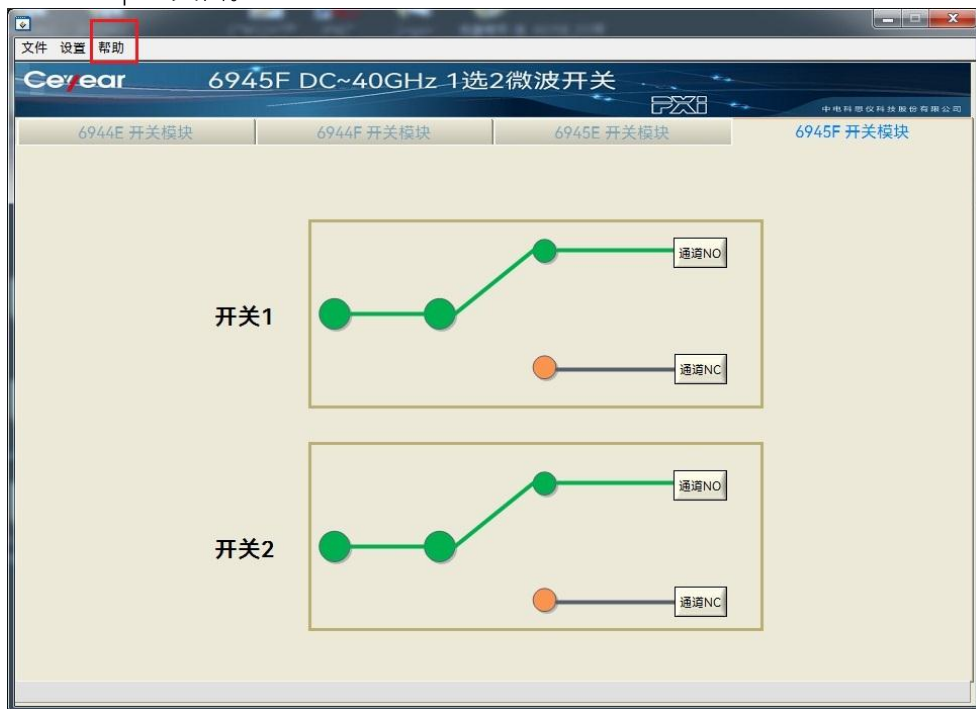 文件 设置 帮助
Ceyear 6945F DC~40GHz 1选2微波开关
PXI
中电科思仪科技股份有限公司
6944E 开关模块 6944F 开关模块 6945E 开关模块 6945F 开关模块
通道NO
开关1
通道NC
通道NO
开关2
通道NC